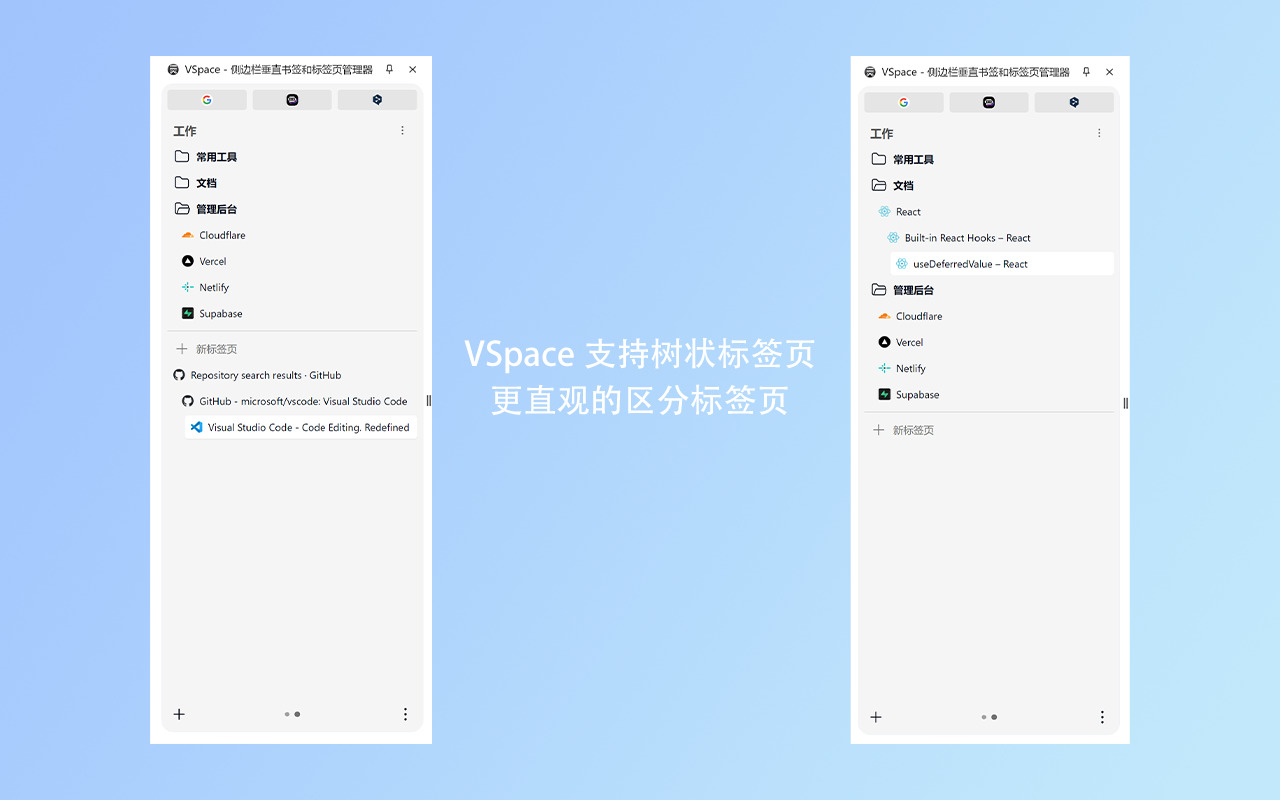 VSpace - 侧边栏垂直书签和标签页管理器
工作
常用工具
文档
管理后台
Cloudflare
Vercel
Netlify
Supabase
新标签页
Repository search results · GitHub
GitHub - microsoft/vscode: Visual Studio Code
Visual Studio Code - Code Editing. Redefined
VSpace 支持树状标签页
更直观的区分标签页
VSpace - 侧边栏垂直书签和标签页管理器
工作
常用工具
文档
React
Built-in React Hooks – React
useDeferredValue – React
管理后台
Cloudflare
Vercel
Netlify
Supabase
新标签页